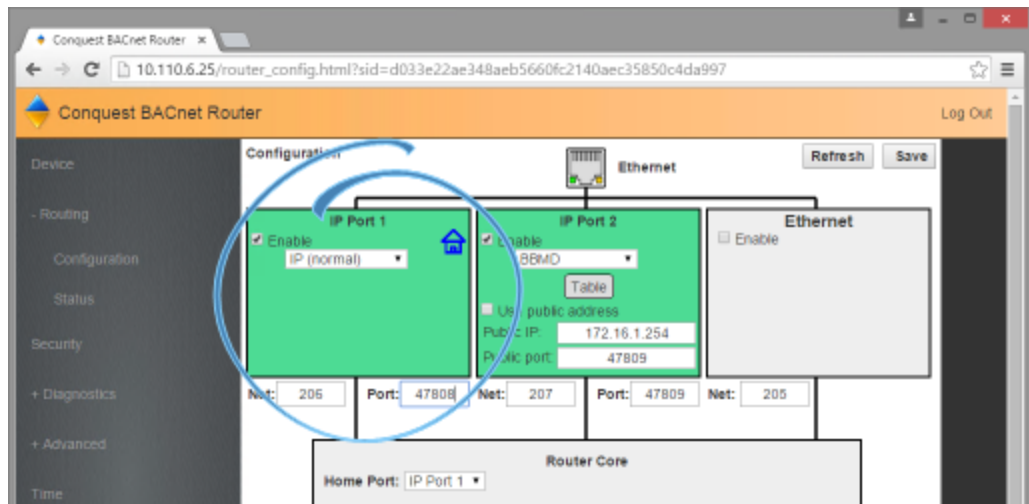 Conquest BACnet Router
10.110.6.25/router_config.html?sid=d033e22ae348aeb5660fc2140aec35850c4da997
Conquest BACnet Router
Log Out
Device
- Routing
Configuration
Status
Security
+ Diagnostics
+ Advanced
Time
Configuration
Ethernet
Refresh
Save
IP Port 1
Enable
IP (normal)
IP Port 2
Enable
BBMD
Table
Use public address
Public IP: 172.16.1.254
Public port: 47809
Ethernet
Enable
Net: 206 Port: 47808 Net: 207 Port: 47809 Net: 205
Router Core
Home Port: IP Port 1